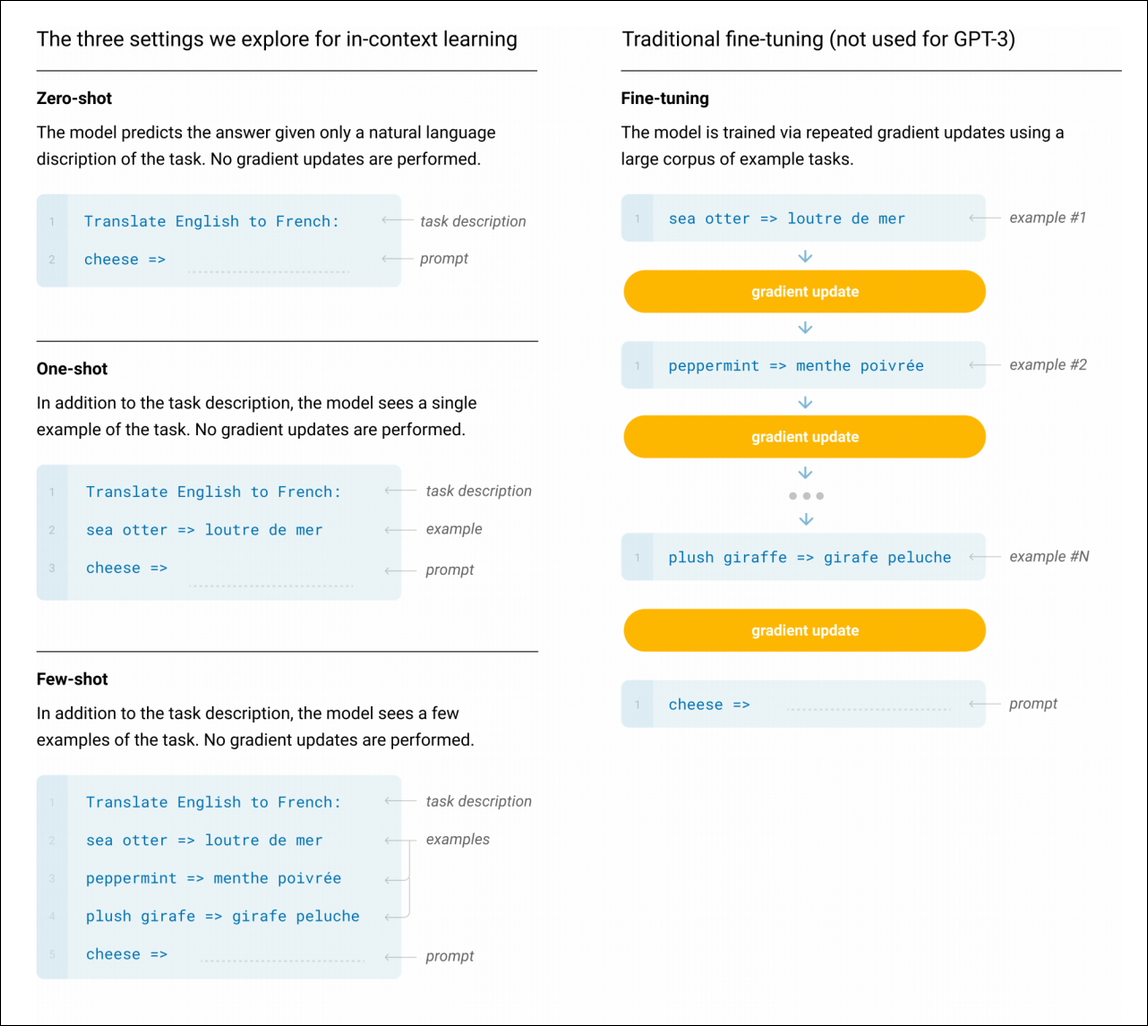 The three settings we explore for in-context learning
Zero-shot
The model predicts the answer given only a natural language
discription of the task. No gradient updates are performed.
1 Translate English to French: task description
2 cheese => prompt
One-shot
In addition to the task description, the model sees a single
example of the task. No gradient updates are performed.
1 Translate English to French: task description
2 sea otter => loutre de mer example
3 cheese => prompt
Few-shot
In addition to the task description, the model sees a few
examples of the task. No gradient updates are performed.
1 Translate English to French: task description
2 sea otter => loutre de mer examples
3 peppermint => menthe poivrée
4 plush girafe => girafe peluche
5 cheese => prompt
Traditional fine-tuning (not used for GPT-3)
Fine-tuning
The model is trained via repeated gradient updates using a
large corpus of example tasks.
1 sea otter => loutre de mer example #1
gradient update
1 peppermint => menthe poivrée example #2
gradient update
1 plush giraffe => girafe peluche example #N
gradient update
1 cheese => prompt